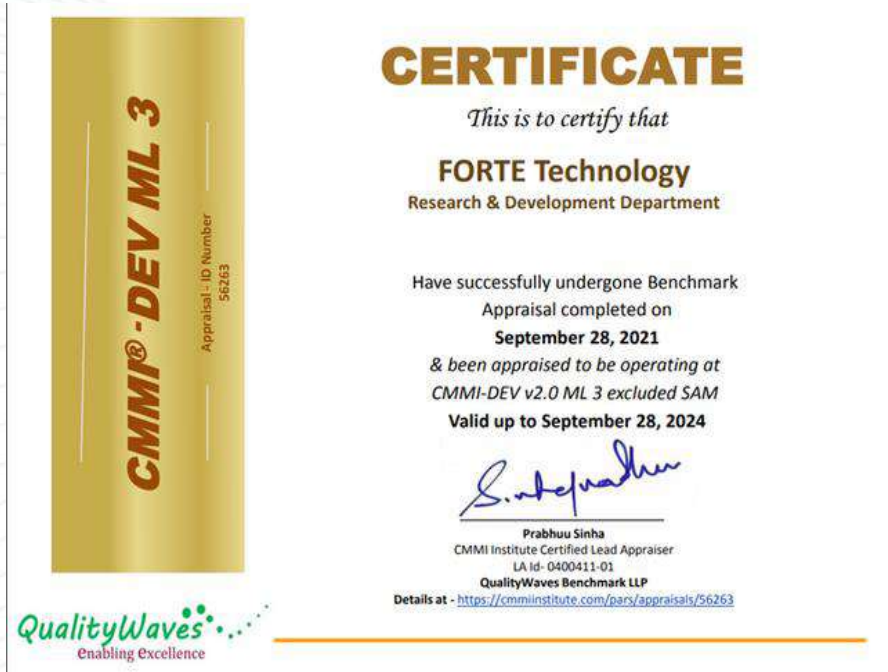 CMMI®-DEV ML 3
Appraisal - ID Number
56263
CERTIFICATE
This is to certify that
FORTE Technology
Research & Development Department
Have successfully undergone Benchmark
Appraisal completed on
September 28, 2021
& been appraised to be operating at
CMMI-DEV v2.0 ML 3 excluded SAM
Valid up to September 28, 2024
Prabhuu Sinha
CMMI Institute Certified Lead Appraiser
LA Id- 0400411-01
QualityWaves Benchmark LLP
Details at - https://cmmiinstitute.com/pars/appraisals/56263
QualityWaves
enabling excellence